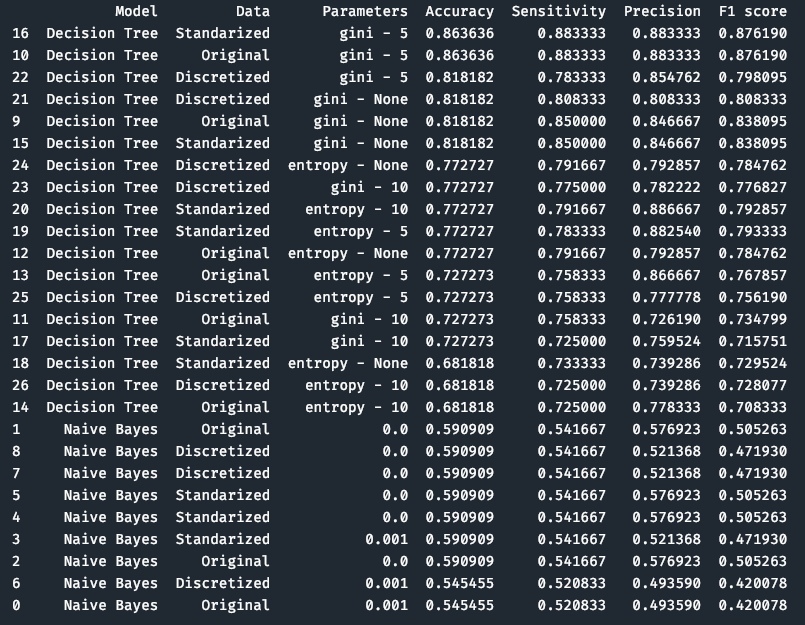 Model Data Parameters Accuracy Sensitivity Precision F1 score
16 Decision Tree Standarized gini - 5 0.863636 0.883333 0.883333 0.876190
10 Decision Tree Original gini - 5 0.863636 0.883333 0.883333 0.876190
22 Decision Tree Discretized gini - 5 0.818182 0.783333 0.854762 0.798095
21 Decision Tree Discretized gini - None 0.818182 0.808333 0.808333 0.808333
9 Decision Tree Original gini - None 0.818182 0.850000 0.846667 0.838095
15 Decision Tree Standarized gini - None 0.818182 0.850000 0.846667 0.838095
24 Decision Tree Discretized entropy - None 0.772727 0.791667 0.792857 0.784762
23 Decision Tree Discretized gini - 10 0.772727 0.775000 0.782222 0.776827
20 Decision Tree Standarized entropy - 10 0.772727 0.791667 0.886667 0.792857
19 Decision Tree Standarized entropy - 5 0.772727 0.783333 0.882540 0.793333
12 Decision Tree Original entropy - None 0.772727 0.791667 0.792857 0.784762
13 Decision Tree Original entropy - 5 0.727273 0.758333 0.866667 0.767857
25 Decision Tree Discretized entropy - 5 0.727273 0.758333 0.777778 0.756190
11 Decision Tree Original gini - 10 0.727273 0.758333 0.726190 0.734799
17 Decision Tree Standarized gini - 10 0.727273 0.725000 0.759524 0.715751
18 Decision Tree Standarized entropy - None 0.681818 0.733333 0.739286 0.729524
26 Decision Tree Discretized entropy - 10 0.681818 0.725000 0.739286 0.728077
14 Decision Tree Original entropy - 10 0.681818 0.725000 0.778333 0.708333
1 Naive Bayes Original 0.0 0.590909 0.541667 0.576923 0.505263
8 Naive Bayes Discretized 0.0 0.590909 0.541667 0.521368 0.471930
7 Naive Bayes Discretized 0.0 0.590909 0.541667 0.521368 0.471930
5 Naive Bayes Standarized 0.0 0.590909 0.541667 0.576923 0.505263
4 Naive Bayes Standarized 0.0 0.590909 0.541667 0.576923 0.505263
3 Naive Bayes Standarized 0.001 0.590909 0.541667 0.521368 0.471930
2 Naive Bayes Original 0.0 0.590909 0.541667 0.576923 0.505263
6 Naive Bayes Discretized 0.001 0.545455 0.520833 0.493590 0.420078
0 Naive Bayes Original 0.001 0.545455 0.520833 0.493590 0.420078